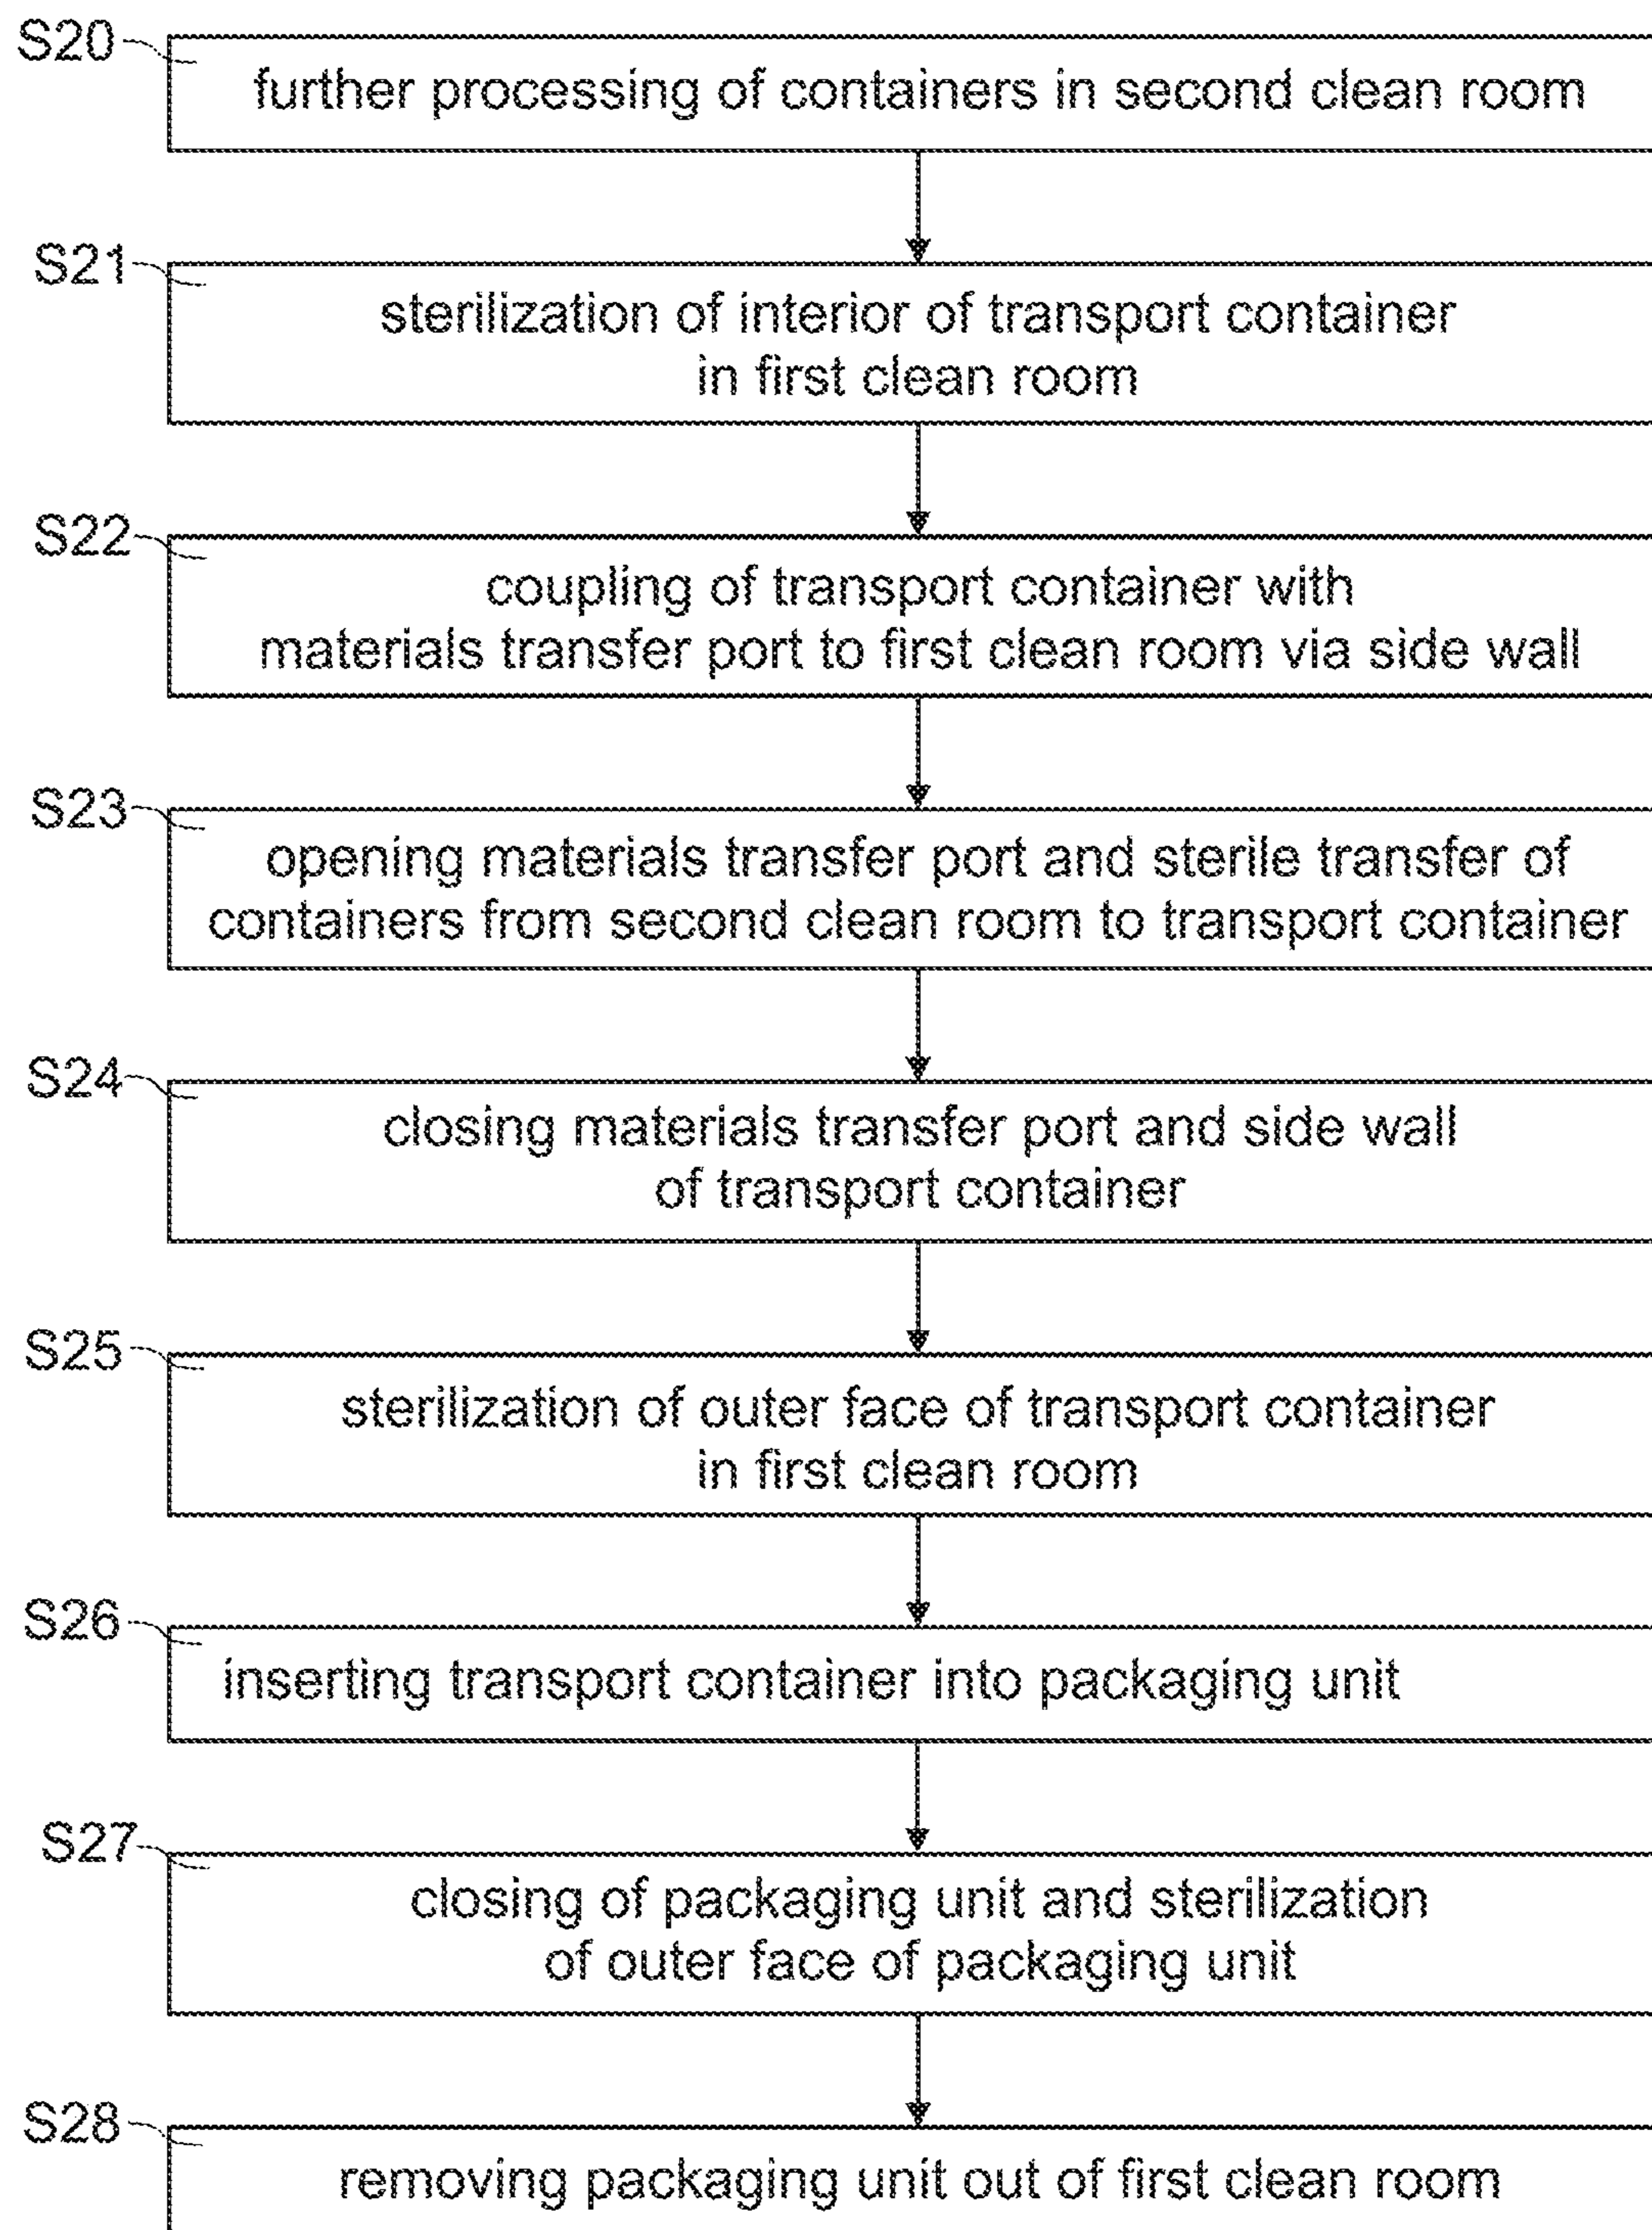 S20
further processing of containers in second clean room
S21
sterilization of interior of transport container
in first clean room
S22
coupling of transport container with
materials transfer port to first clean room via side wall
S23
opening materials transfer port and sterile transfer of
containers from second clean room to transport container
S24
closing materials transfer port and side wall
of transport container
S25
sterilization of outer face of transport container
in first clean room
S26
inserting transport container into packaging unit
S27
closing of packaging unit and sterilization
of outer face of packaging unit
S28
removing packaging unit out of first clean room